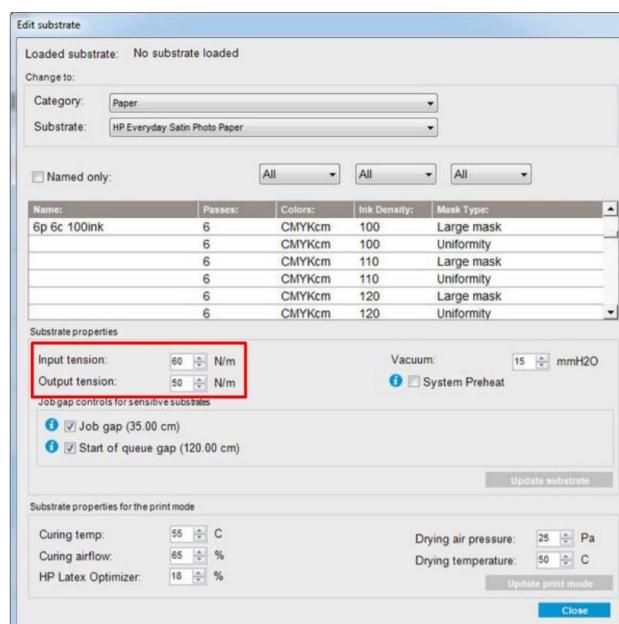 Edit substrate
Loaded substrate: No substrate loaded
Change to:
Category: Paper
Substrate: HP Everyday Satin Photo Paper
Named only: All All All
Name: Passes: Colors: Ink Density: Mask Type:
6p 6c 100ink 6 CMYKcm 100 Large mask
6 CMYKcm 100 Uniformity
6 CMYKcm 110 Large mask
6 CMYKcm 110 Uniformity
6 CMYKcm 120 Large mask
6 CMYKcm 120 Uniformity
Substrate properties
Input tension: 60 N/m Vacuum: 15 mmH2O
Output tension: 50 N/m System Preheat
Job gap controls for sensitive substrates
Job gap (35.00 cm)
Start of queue gap (120.00 cm)
Update substrate
Substrate properties for the print mode
Curing temp: 55 C Drying air pressure: 25 Pa
Curing airflow: 65 % Drying temperature: 50 C
HP Latex Optimizer: 18 % Update print mode
Close